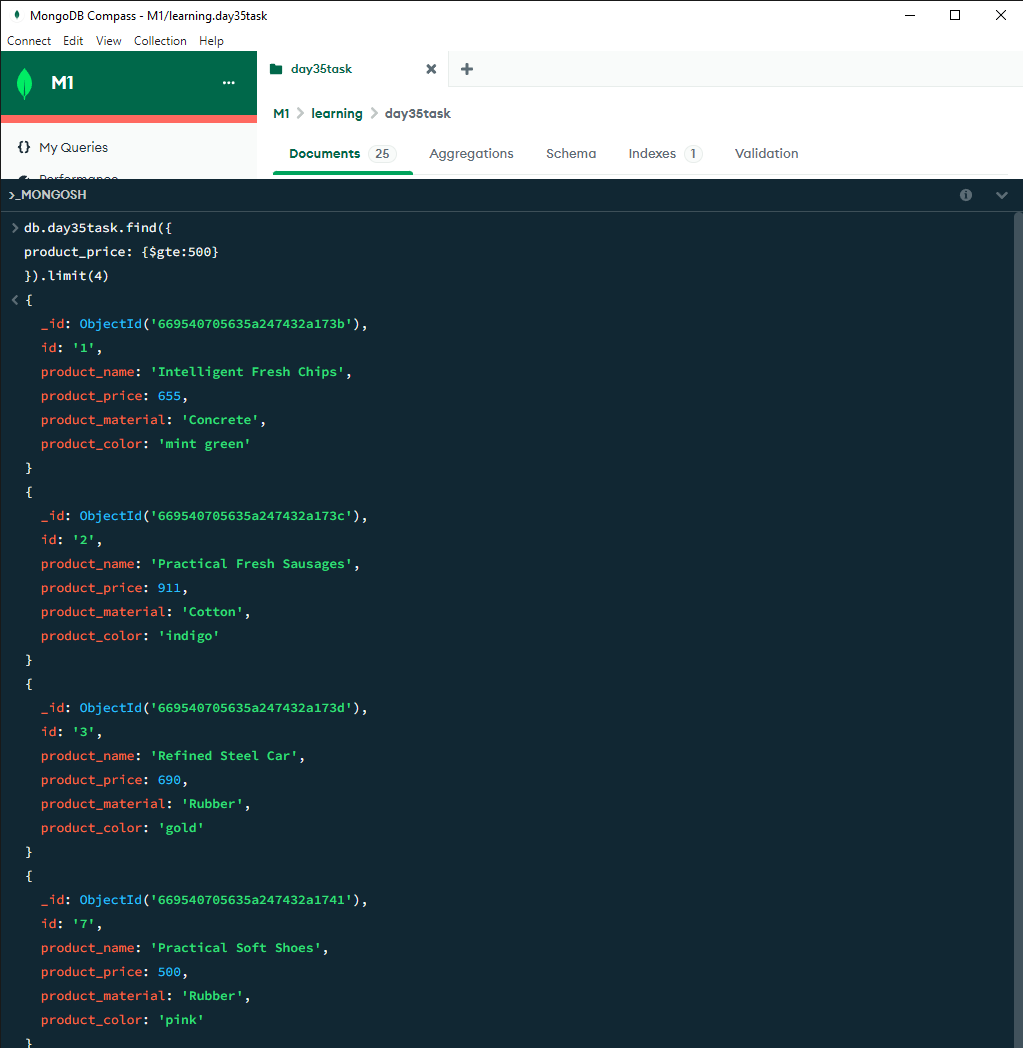 MongoDB Compass - M1/learning.day35task
Connect Edit View Collection Help
M1
day35task
M1 > learning > day35task
{} My Queries
Performance
Documents 25 Aggregations Schema Indexes 1 Validation
>_MONGOSH
> db.day35task.find({
product_price: {$gte:500}
}).limit(4)
< {
_id: ObjectId('669540705635a247432a173b'),
id: '1',
product_name: 'Intelligent Fresh Chips',
product_price: 655,
product_material: 'Concrete',
product_color: 'mint green'
}
{
_id: ObjectId('669540705635a247432a173c'),
id: '2',
product_name: 'Practical Fresh Sausages',
product_price: 911,
product_material: 'Cotton',
product_color: 'indigo'
}
{
_id: ObjectId('669540705635a247432a173d'),
id: '3',
product_name: 'Refined Steel Car',
product_price: 690,
product_material: 'Rubber',
product_color: 'gold'
}
{
_id: ObjectId('669540705635a247432a1741'),
id: '7',
product_name: 'Practical Soft Shoes',
product_price: 500,
product_material: 'Rubber',
product_color: 'pink'
}